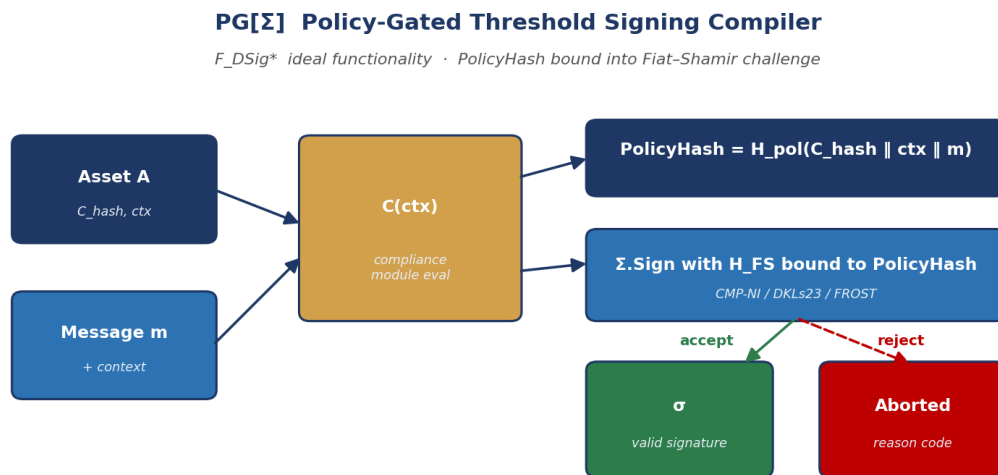 PG[Σ]  Policy-Gated Threshold Signing Compiler
F_DSig*  ideal functionality  ·  PolicyHash bound into Fiat–Shamir challenge
Asset A
C_hash, ctx
Message m
+ context
C(ctx)
compliance
module eval
PolicyHash = H_pol(C_hash ∥ ctx ∥ m)
Σ.Sign with H_FS bound to PolicyHash
CMP-NI / DKLs23 / FROST
accept
reject
σ
valid signature
Aborted
reason code